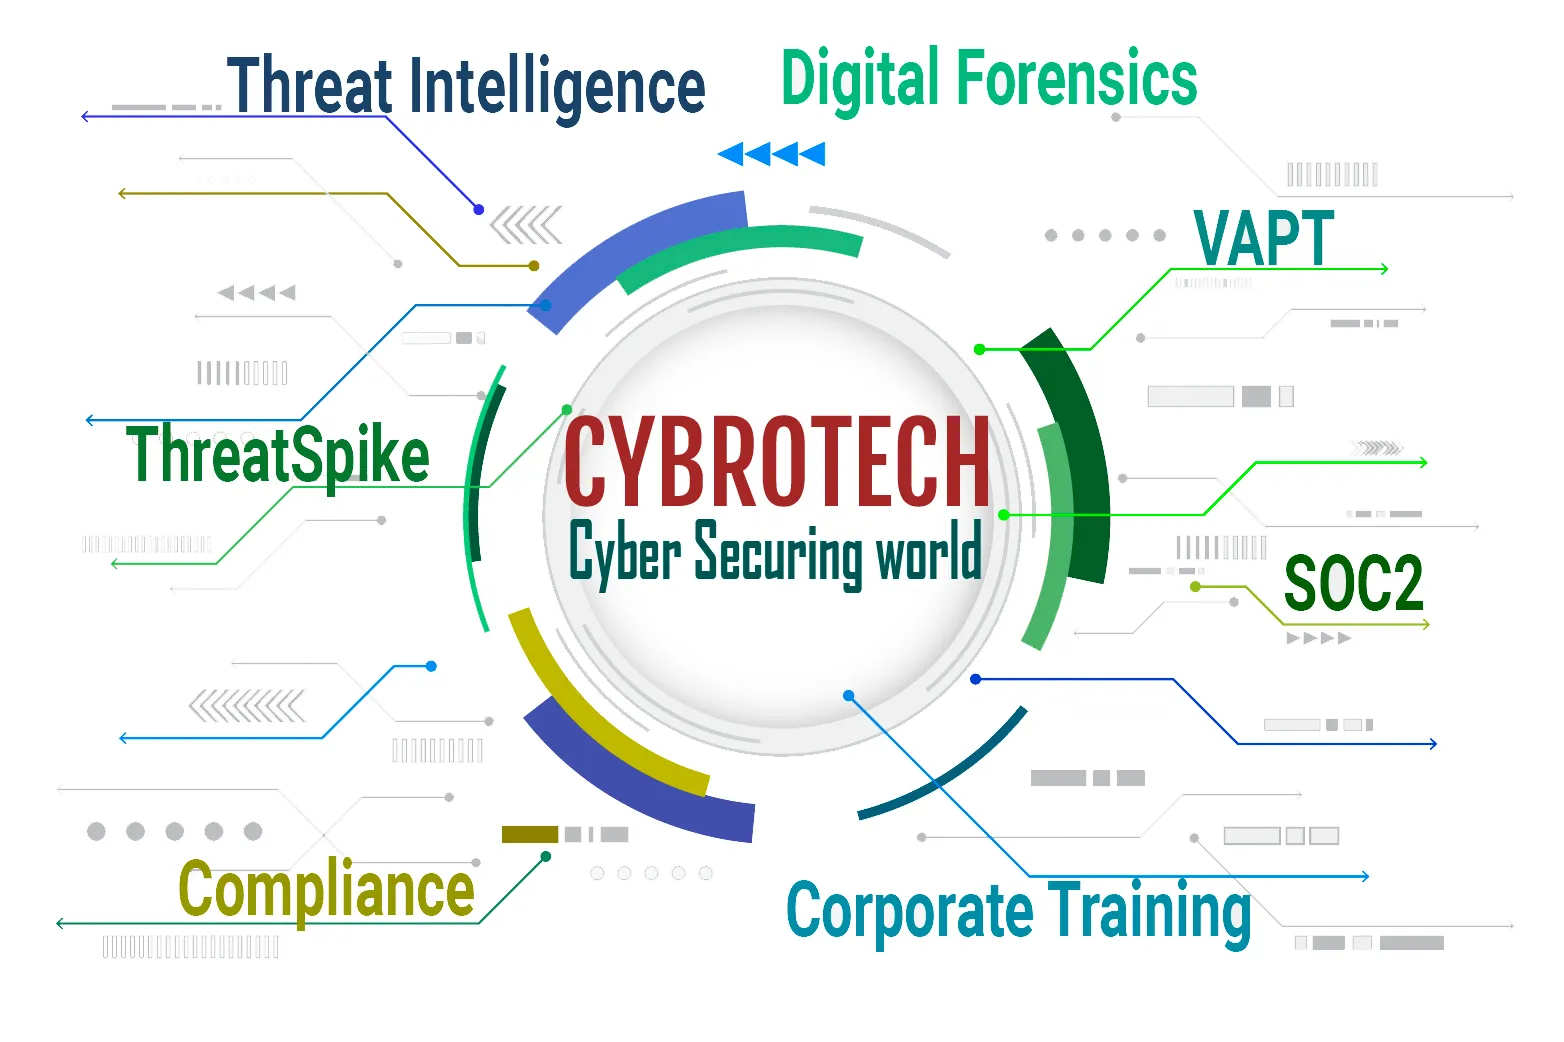 Threat Intelligence
Digital Forensics
VAPT
ThreatSpike
CYBROTECH
Cyber Securing world
SOC2
Compliance
Corporate Training